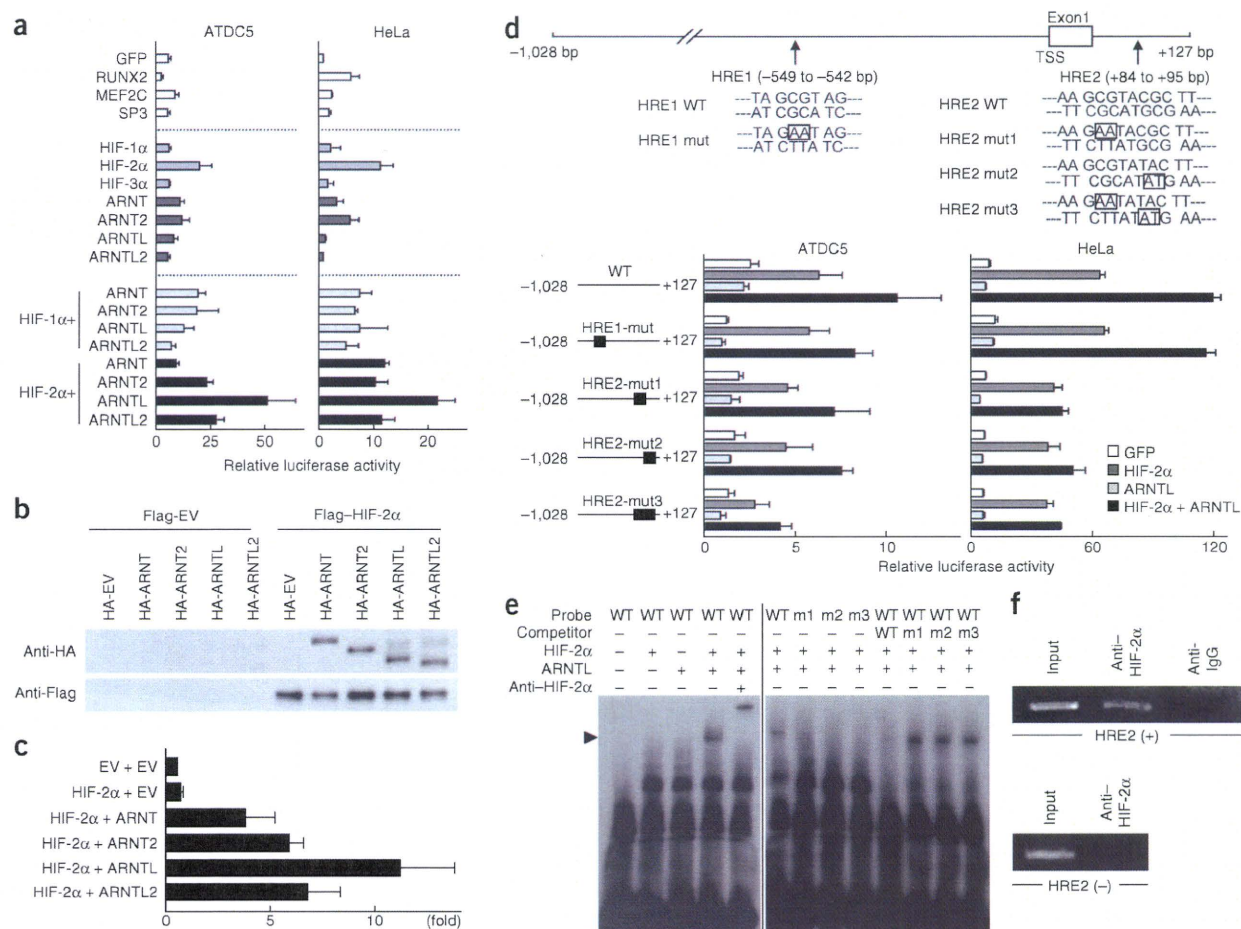 a
ATDC5
HeLa
GFP
RUNX2
MEF2C
SP3
HIF-1α
HIF-2α
HIF-3α
ARNT
ARNT2
ARNTL
ARNTL2
HIF-1α+
ARNT
ARNT2
ARNTL
ARNTL2
HIF-2α+
ARNT
ARNT2
ARNTL
ARNTL2
0 25 50
0 10 20
Relative luciferase activity
b
Flag-EV
Flag–HIF-2α
HA-EV
HA-ARNT
HA-ARNT2
HA-ARNTL
HA-ARNTL2
HA-EV
HA-ARNT
HA-ARNT2
HA-ARNTL
HA-ARNTL2
Anti-HA
Anti-Flag
c
EV + EV
HIF-2α + EV
HIF-2α + ARNT
HIF-2α + ARNT2
HIF-2α + ARNTL
HIF-2α + ARNTL2
0 5 10 (fold)
d
Exon1
–1,028 bp
TSS
+127 bp
HRE1 (–549 to –542 bp)
HRE2 (+84 to +95 bp)
HRE1 WT
---TA GCGTAG---
---AT CGCA TC---
HRE1 mut
---TA GAATAG---
---AT CTTA TC---
HRE2 WT
---AA GCGTACGC TT---
---TT CGCATGCG AA---
HRE2 mut1
---AA GAATACGC TT---
---TT CTTATGCG AA---
HRE2 mut2
---AA GCGTATAC TT---
---TT CGCATATG AA---
HRE2 mut3
---AA GAATATAC TT---
---TT CTTATATG AA---
ATDC5
HeLa
WT
–1,028 +127
HRE1-mut
–1,028 +127
HRE2-mut1
–1,028 +127
HRE2-mut2
–1,028 +127
HRE2-mut3
–1,028 +127
GFP
HIF-2α
ARNTL
HIF-2α + ARNTL
0 5 10
0 60 120
Relative luciferase activity
e
Probe WT WT WT WT WT WT m1 m2 m3 WT WT WT WT
Competitor – – – – – – – – – WT m1 m2 m3
HIF-2α – + – + + + + + + + + + +
ARNTL – – + + + + + + + + + + +
Anti–HIF-2α – – – – + – – – – – – – –
f
Input
Anti–HIF-2α
Anti-IgG
HRE2 (+)
Input
Anti–HIF-2α
HRE2 (–)